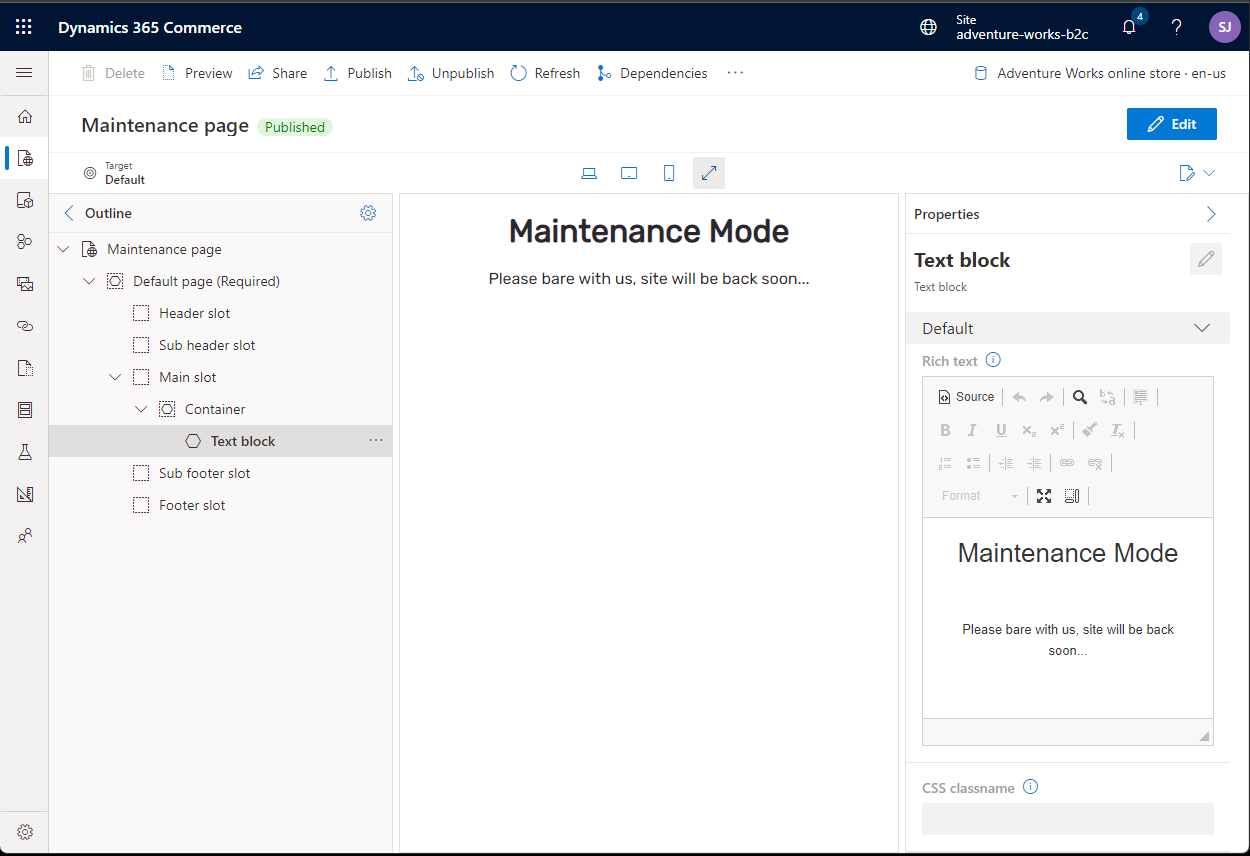 Dynamics 365 Commerce
Site
adventure-works-b2c
4
?
SJ
Delete
Preview
Share
Publish
Unpublish
Refresh
Dependencies
...
Adventure Works online store · en-us
Maintenance page
Published
Edit
Target
Default
Outline
Maintenance page
Default page (Required)
Header slot
Sub header slot
Main slot
Container
Text block
...
Sub footer slot
Footer slot
Maintenance Mode
Please bare with us, site will be back soon...
Properties
Text block
Text block
Default
Rich text
Source
B I U x₂ x²
Format
Maintenance Mode
Please bare with us, site will be back
soon...
CSS classname